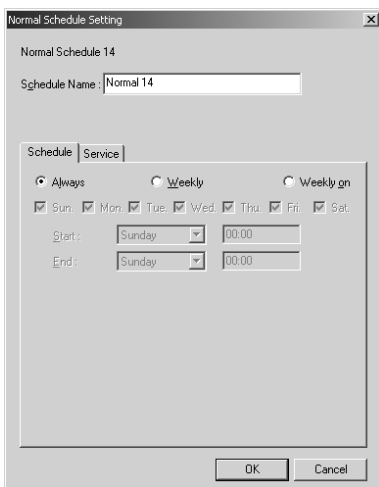 Normal Schedule Setting
Normal Schedule 14
Schedule Name : Normal 14
Schedule Service
Always Weekly Weekly on
Sun. Mon. Tue. Wed. Thu. Fri. Sat.
Start : Sunday 00:00
End : Sunday 00:00
OK Cancel